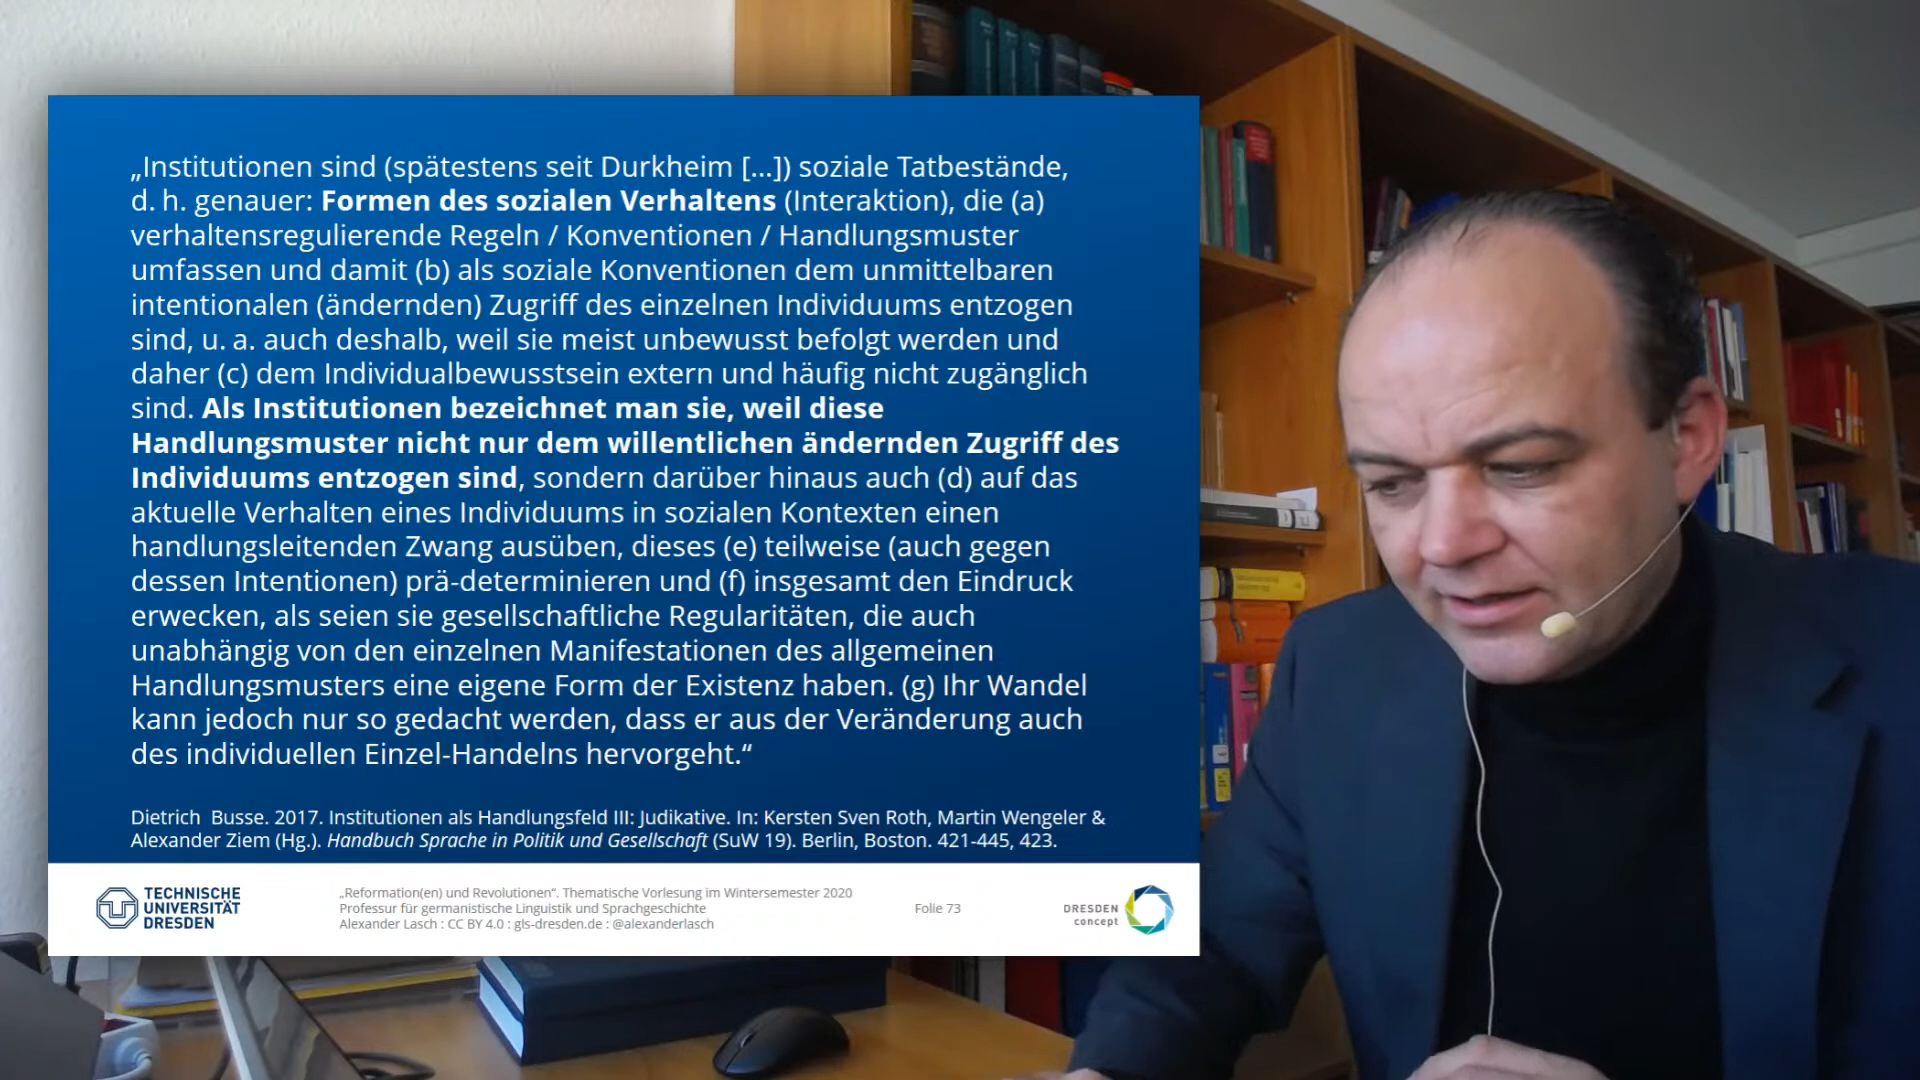 „Institutionen sind (spätestens seit Durkheim […]) soziale Tatbestände,
d. h. genauer: Formen des sozialen Verhaltens (Interaktion), die (a)
verhaltensregulierende Regeln / Konventionen / Handlungsmuster
umfassen und damit (b) als soziale Konventionen dem unmittelbaren
intentionalen (ändernden) Zugriff des einzelnen Individuums entzogen
sind, u. a. auch deshalb, weil sie meist unbewusst befolgt werden und
daher (c) dem Individualbewusstsein extern und häufig nicht zugänglich
sind. Als Institutionen bezeichnet man sie, weil diese
Handlungsmuster nicht nur dem willentlichen ändernden Zugriff des
Individuums entzogen sind, sondern darüber hinaus auch (d) auf das
aktuelle Verhalten eines Individuums in sozialen Kontexten einen
handlungsleitenden Zwang ausüben, dieses (e) teilweise (auch gegen
dessen Intentionen) prä-determinieren und (f) insgesamt den Eindruck
erwecken, als seien sie gesellschaftliche Regularitäten, die auch
unabhängig von den einzelnen Manifestationen des allgemeinen
Handlungsmusters eine eigene Form der Existenz haben. (g) Ihr Wandel
kann jedoch nur so gedacht werden, dass er aus der Veränderung auch
des individuellen Einzel-Handelns hervorgeht.“
Dietrich Busse. 2017. Institutionen als Handlungsfeld III: Judikative. In: Kersten Sven Roth, Martin Wengeler &
Alexander Ziem (Hg.). Handbuch Sprache in Politik und Gesellschaft (SuW 19). Berlin, Boston. 421-445, 423.
TECHNISCHE
UNIVERSITÄT
DRESDEN
„Reformation(en) und Revolutionen“. Thematische Vorlesung im Wintersemester 2020
Professur für germanistische Linguistik und Sprachgeschichte
Alexander Lasch : CC BY 4.0 : gls-dresden.de : @alexanderlasch
Folie 73
DRESDEN
concept